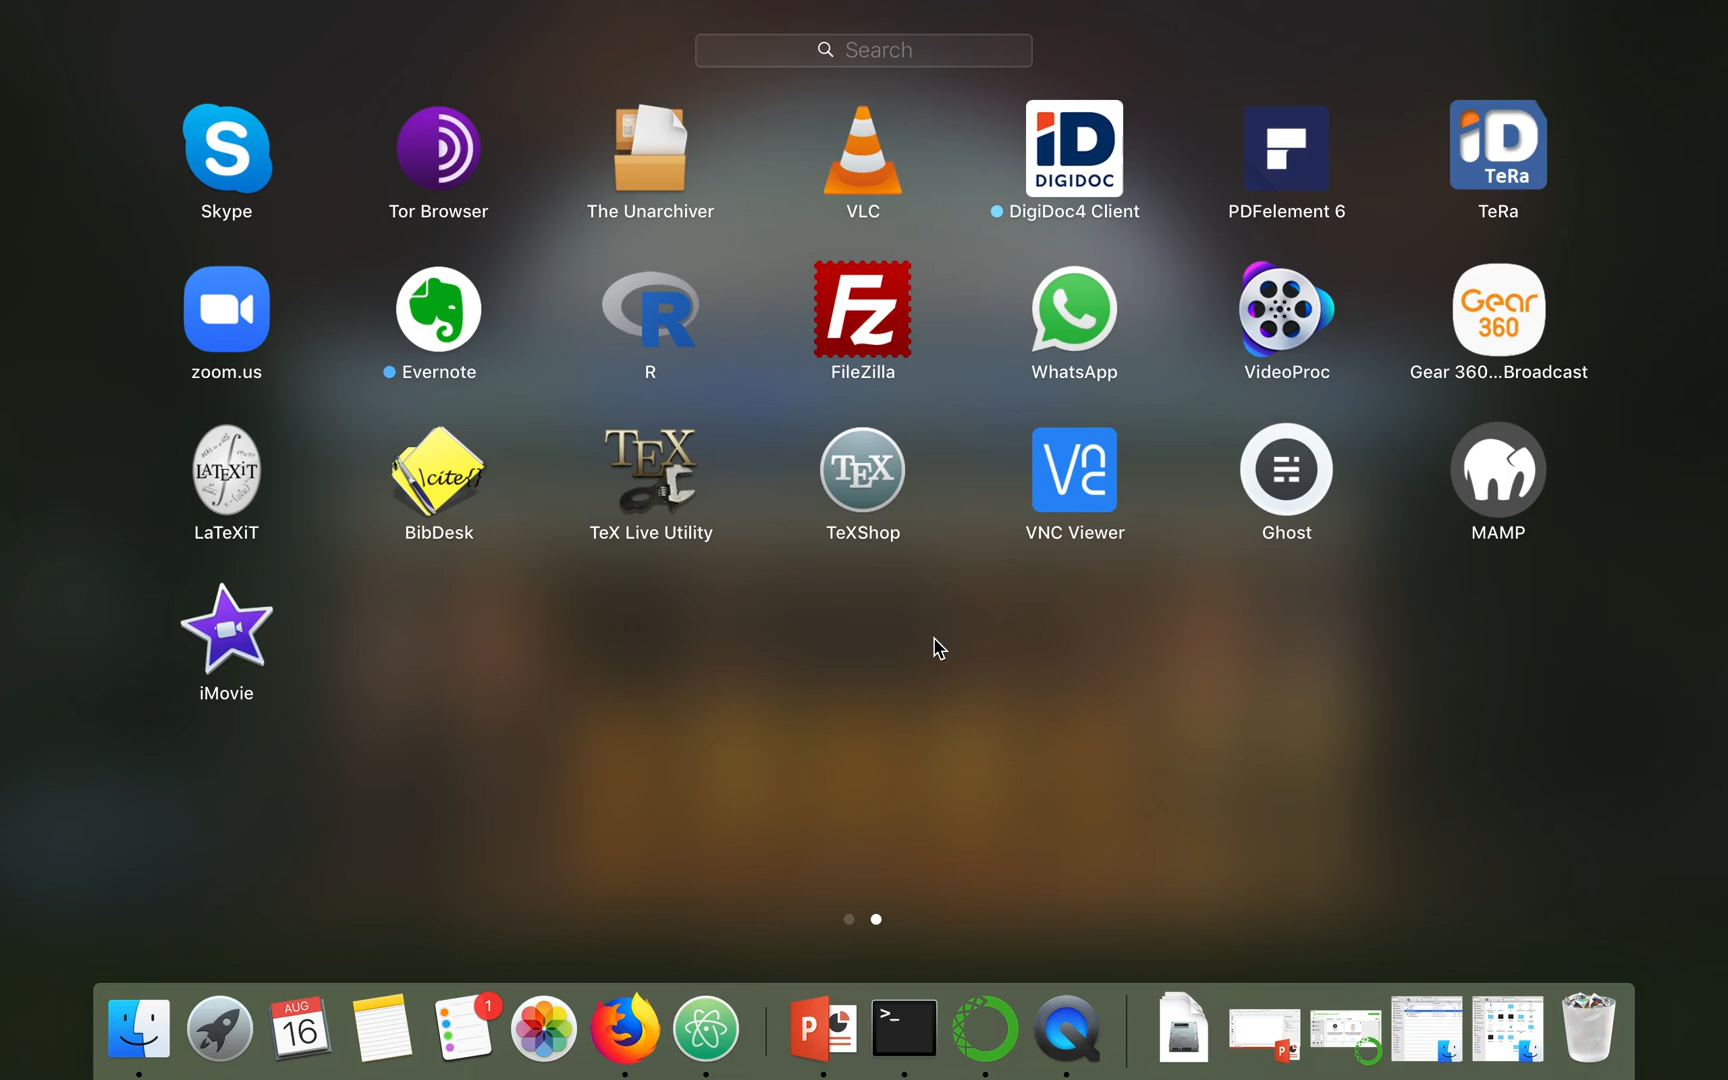 Search
S
iD
DIGIDOC
iD
TeRa
Skype
Tor Browser
The Unarchiver
VLC
DigiDoc4 Client
PDFelement 6
TeRa
R
Fz
Gear
360
zoom.us
Evernote
R
FileZilla
WhatsApp
VideoProc
Gear 360...Broadcast
LATEXiT
\cite{}
TEX
TEX
VNC
LaTeXiT
BibDesk
TeX Live Utility
TeXShop
VNC Viewer
Ghost
MAMP
iMovie
AUG
16
1
P
>_